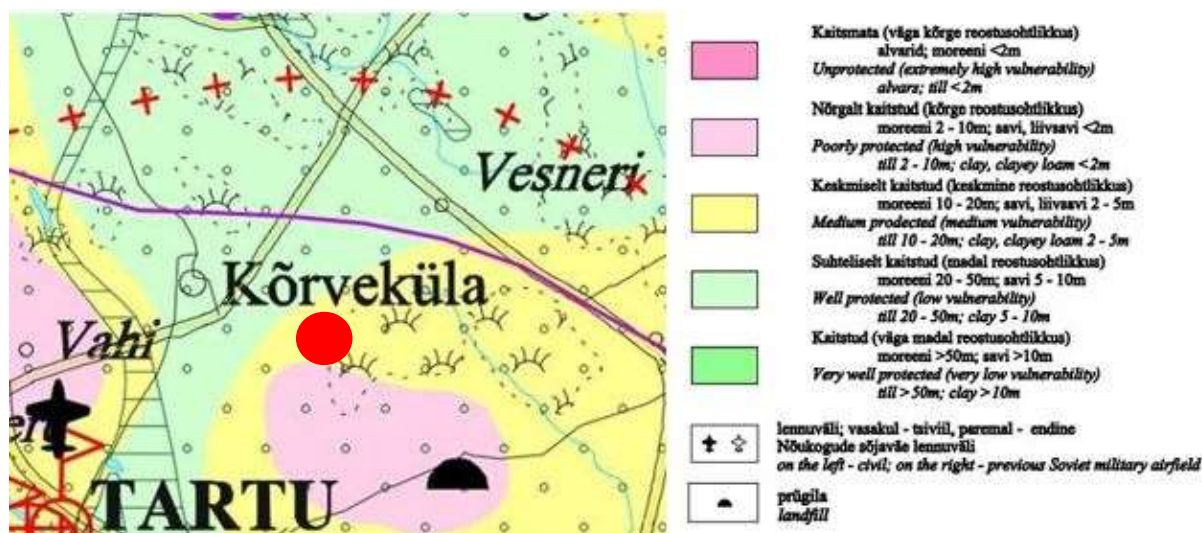 Vesneri
Kõrveküla
Vahi
TARTU
Kaitsmata (väga kõrge reostusohtlikkus)
alvarid; moreeni <2m
Unprotected (extremely high vulnerability)
alvars; till <2m
Nõrgalt kaitstud (kõrge reostusohtlikkus)
moreeni 2 - 10m; savi, liivsavi <2m
Poorly protected (high vulnerability)
till 2 - 10m; clay, clayey loam <2m
Keskmiselt kaitstud (keskmine reostusohtlikkus)
moreeni 10 - 20m; savi, liivsavi 2 - 5m
Medium prodected (medium vulnerability)
till 10 - 20m; clay, clayey loam 2 - 5m
Suhteliselt kaitstud (madal reostusohtlikkus)
moreeni 20 - 50m; savi 5 - 10m
Well protected (low vulnerability)
till 20 - 50m; clay 5 - 10m
Kaitstud (väga madal reostusohtlikkus)
moreeni >50m; savi >10m
Very well protected (very low vulnerability)
till > 50m; clay > 10m
lennuväli; vasakul - tsiviil, paremal - endine
Nõukogude sõjaväe lennuväli
on the left - civil; on the right - previous Soviet military airfield
prügila
landfill